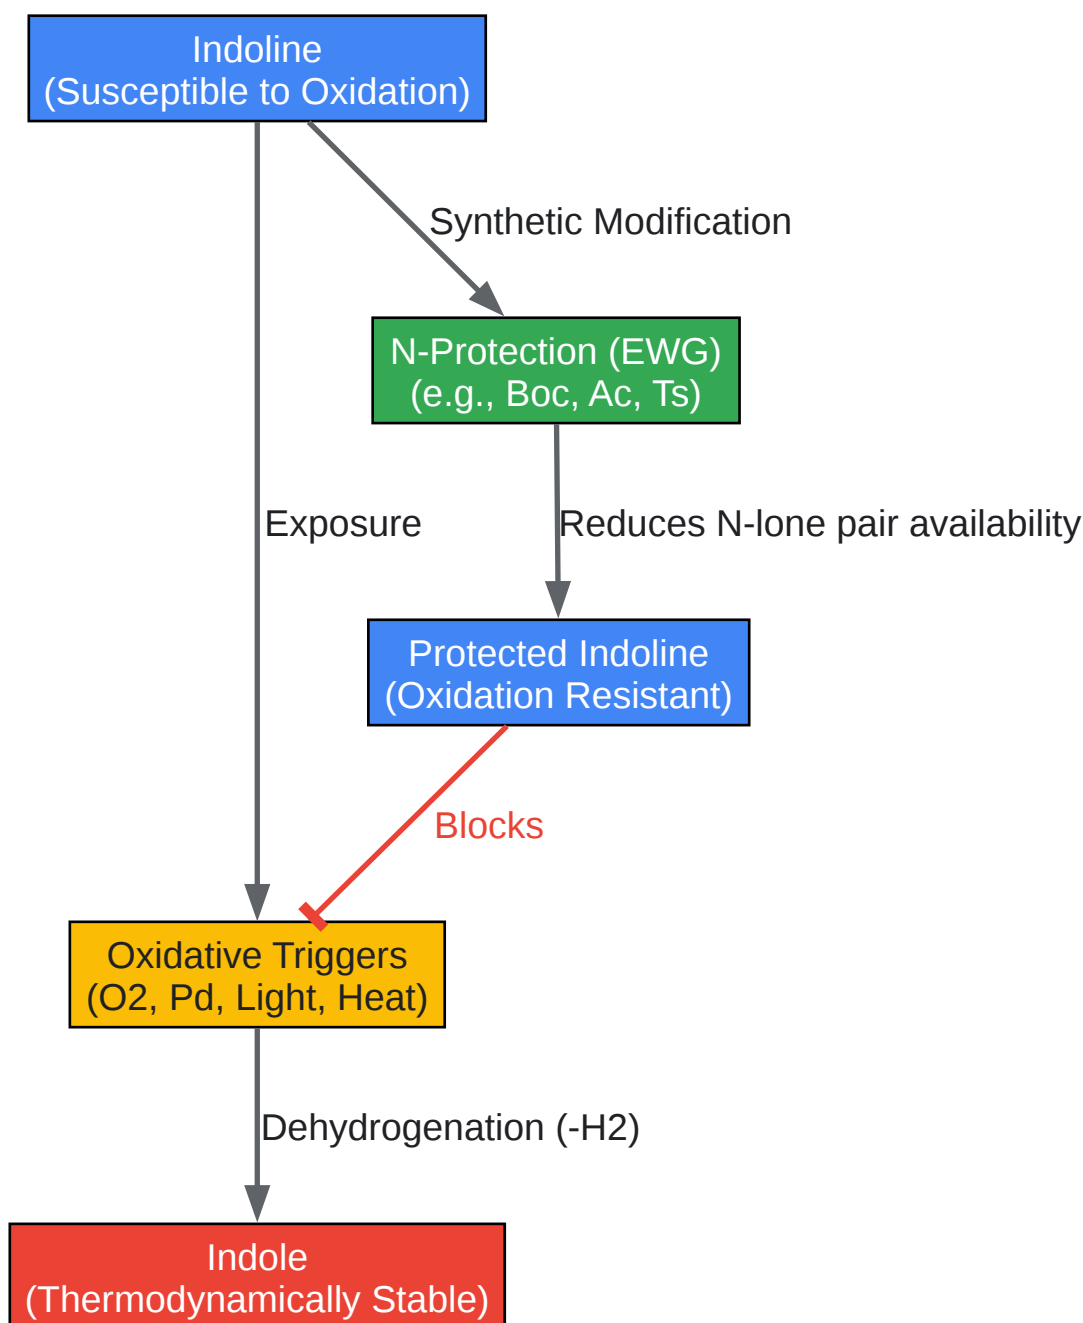 Indoline
(Susceptible to Oxidation)
Synthetic Modification
N-Protection (EWG)
(e.g., Boc, Ac, Ts)
Exposure
Reduces N-lone pair availability
Protected Indoline
(Oxidation Resistant)
Blocks
Oxidative Triggers
(O2, Pd, Light, Heat)
Dehydrogenation (-H2)
Indole
(Thermodynamically Stable)